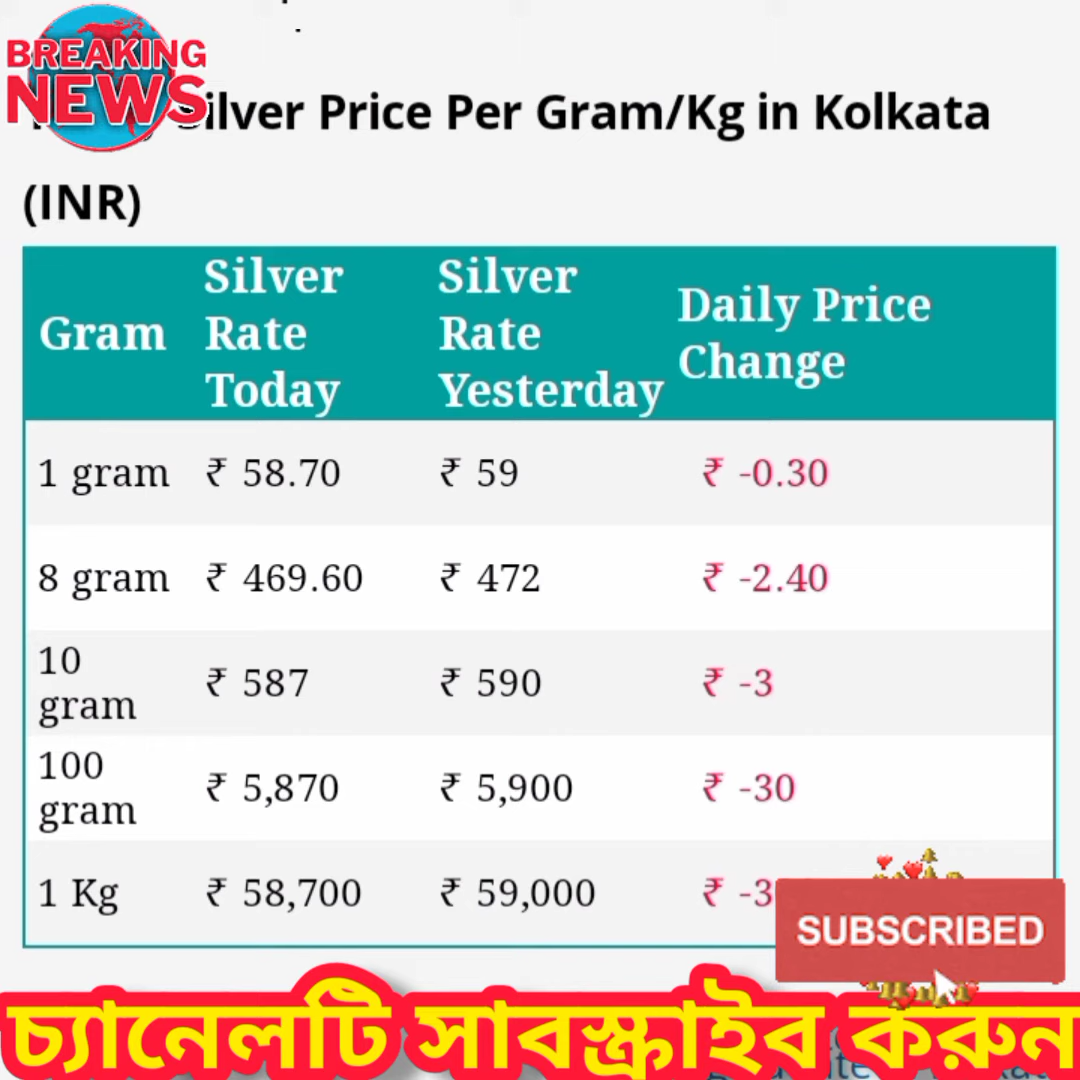 BREAKING
NEWS
Silver Price Per Gram/Kg in Kolkata
(INR)
Gram Silver Rate Today Silver Rate Yesterday Daily Price Change
1 gram ₹ 58.70 ₹ 59 ₹ -0.30
8 gram ₹ 469.60 ₹ 472 ₹ -2.40
10 gram ₹ 587 ₹ 590 ₹ -3
100 gram ₹ 5,870 ₹ 5,900 ₹ -30
1 Kg ₹ 58,700 ₹ 59,000 ₹ -3
SUBSCRIBED
চ্যানেলটি সাবস্ক্রাইব করুন